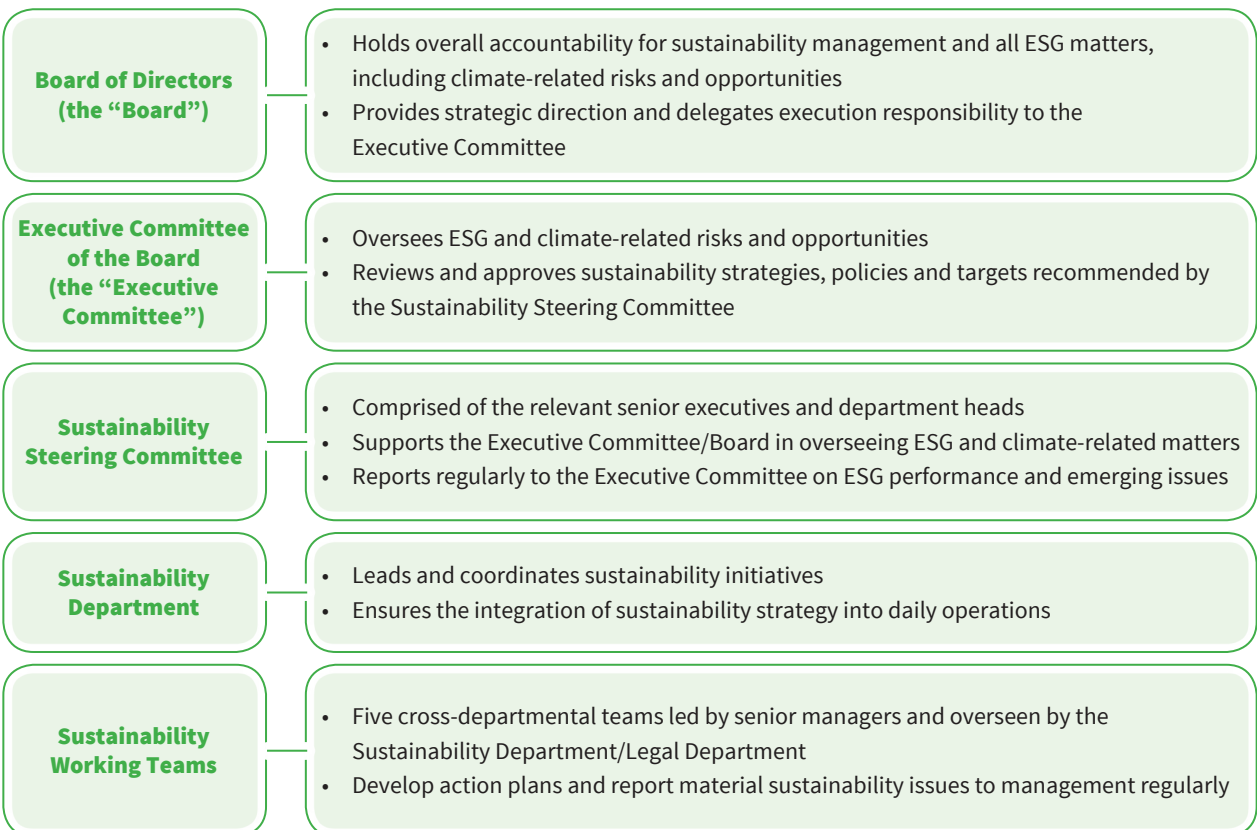 Board of Directors
(the “Board”)
• Holds overall accountability for sustainability management and all ESG matters,
including climate-related risks and opportunities
• Provides strategic direction and delegates execution responsibility to the
Executive Committee
Executive Committee
of the Board
(the “Executive
Committee”)
• Oversees ESG and climate-related risks and opportunities
• Reviews and approves sustainability strategies, policies and targets recommended by
the Sustainability Steering Committee
Sustainability
Steering Committee
• Comprised of the relevant senior executives and department heads
• Supports the Executive Committee/Board in overseeing ESG and climate-related matters
• Reports regularly to the Executive Committee on ESG performance and emerging issues
Sustainability
Department
• Leads and coordinates sustainability initiatives
• Ensures the integration of sustainability strategy into daily operations
Sustainability
Working Teams
• Five cross-departmental teams led by senior managers and overseen by the
Sustainability Department/Legal Department
• Develop action plans and report material sustainability issues to management regularly